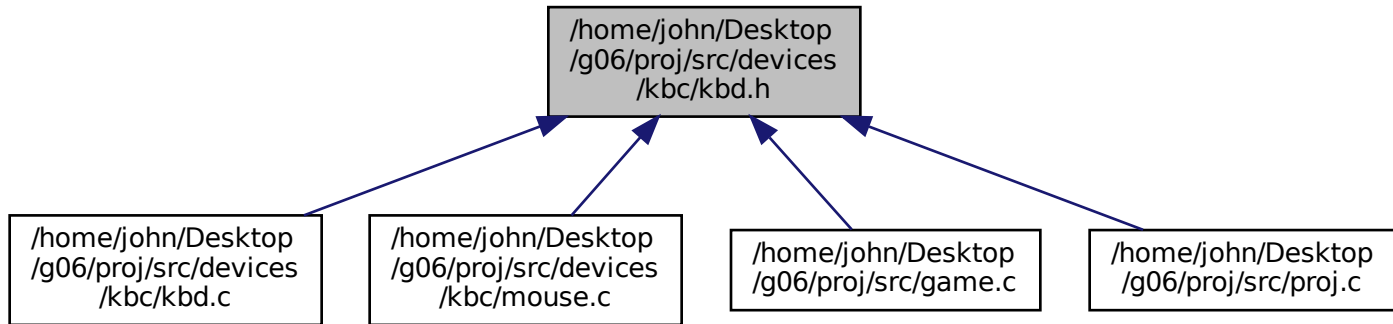 /home/john/Desktop
/g06/proj/src/devices
/kbc/kbd.h
/home/john/Desktop
/g06/proj/src/devices
/kbc/kbd.c
/home/john/Desktop
/g06/proj/src/devices
/kbc/mouse.c
/home/john/Desktop
/g06/proj/src/game.c
/home/john/Desktop
/g06/proj/src/proj.c